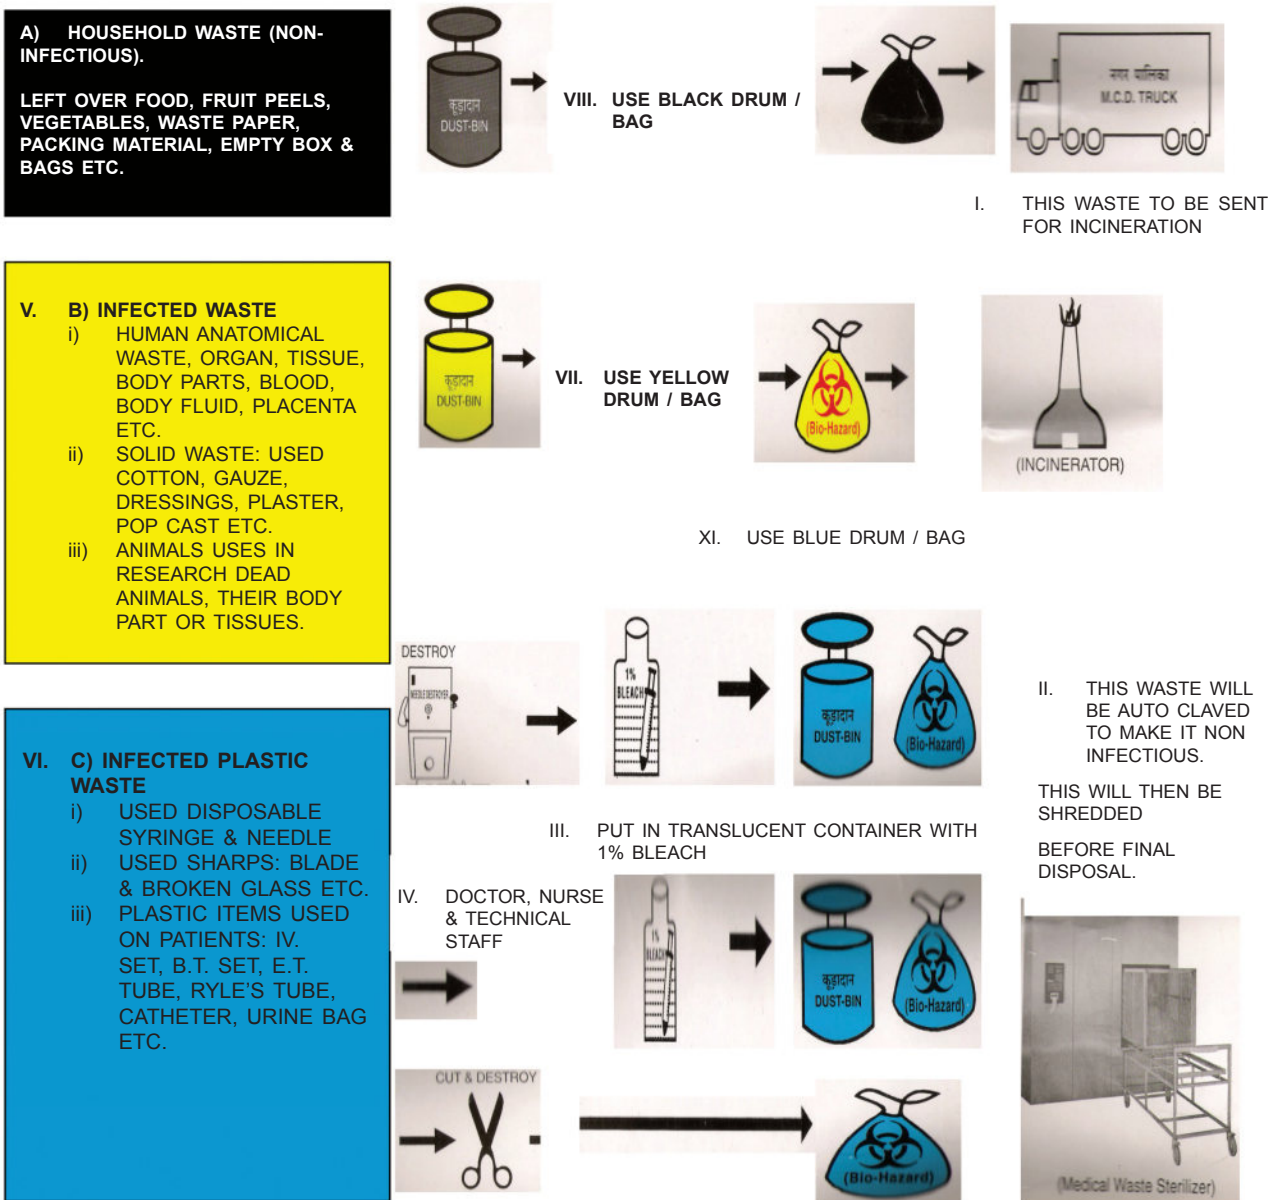 A) HOUSEHOLD WASTE (NON-
INFECTIOUS).
LEFT OVER FOOD, FRUIT PEELS,
VEGETABLES, WASTE PAPER,
PACKING MATERIAL, EMPTY BOX &
BAGS ETC.
कूड़ादान
DUST-BIN
VIII. USE BLACK DRUM /
BAG
नगर पालिका
M.C.D. TRUCK
I. THIS WASTE TO BE SENT
FOR INCINERATION
V. B) INFECTED WASTE
i) HUMAN ANATOMICAL
WASTE, ORGAN, TISSUE,
BODY PARTS, BLOOD,
BODY FLUID, PLACENTA
ETC.
ii) SOLID WASTE: USED
COTTON, GAUZE,
DRESSINGS, PLASTER,
POP CAST ETC.
iii) ANIMALS USES IN
RESEARCH DEAD
ANIMALS, THEIR BODY
PART OR TISSUES.
कूड़ादान
DUST-BIN
VII. USE YELLOW
DRUM / BAG
(Bio-Hazard)
(INCINERATOR)
XI. USE BLUE DRUM / BAG
DESTROY
NEEDLE DESTROYER
1%
BLEACH
कूड़ादान
DUST-BIN
(Bio-Hazard)
II. THIS WASTE WILL
BE AUTO CLAVED
TO MAKE IT NON
INFECTIOUS.
THIS WILL THEN BE
SHREDDED
BEFORE FINAL
DISPOSAL.
VI. C) INFECTED PLASTIC
WASTE
i) USED DISPOSABLE
SYRINGE & NEEDLE
ii) USED SHARPS: BLADE
& BROKEN GLASS ETC.
iii) PLASTIC ITEMS USED
ON PATIENTS: IV.
SET, B.T. SET, E.T.
TUBE, RYLE'S TUBE,
CATHETER, URINE BAG
ETC.
III. PUT IN TRANSLUCENT CONTAINER WITH
1% BLEACH
IV. DOCTOR, NURSE
& TECHNICAL
STAFF
1%
BLEACH
कूड़ादान
DUST-BIN
(Bio-Hazard)
CUT & DESTROY
(Bio-Hazard)
(Medical Waste Sterilizer)